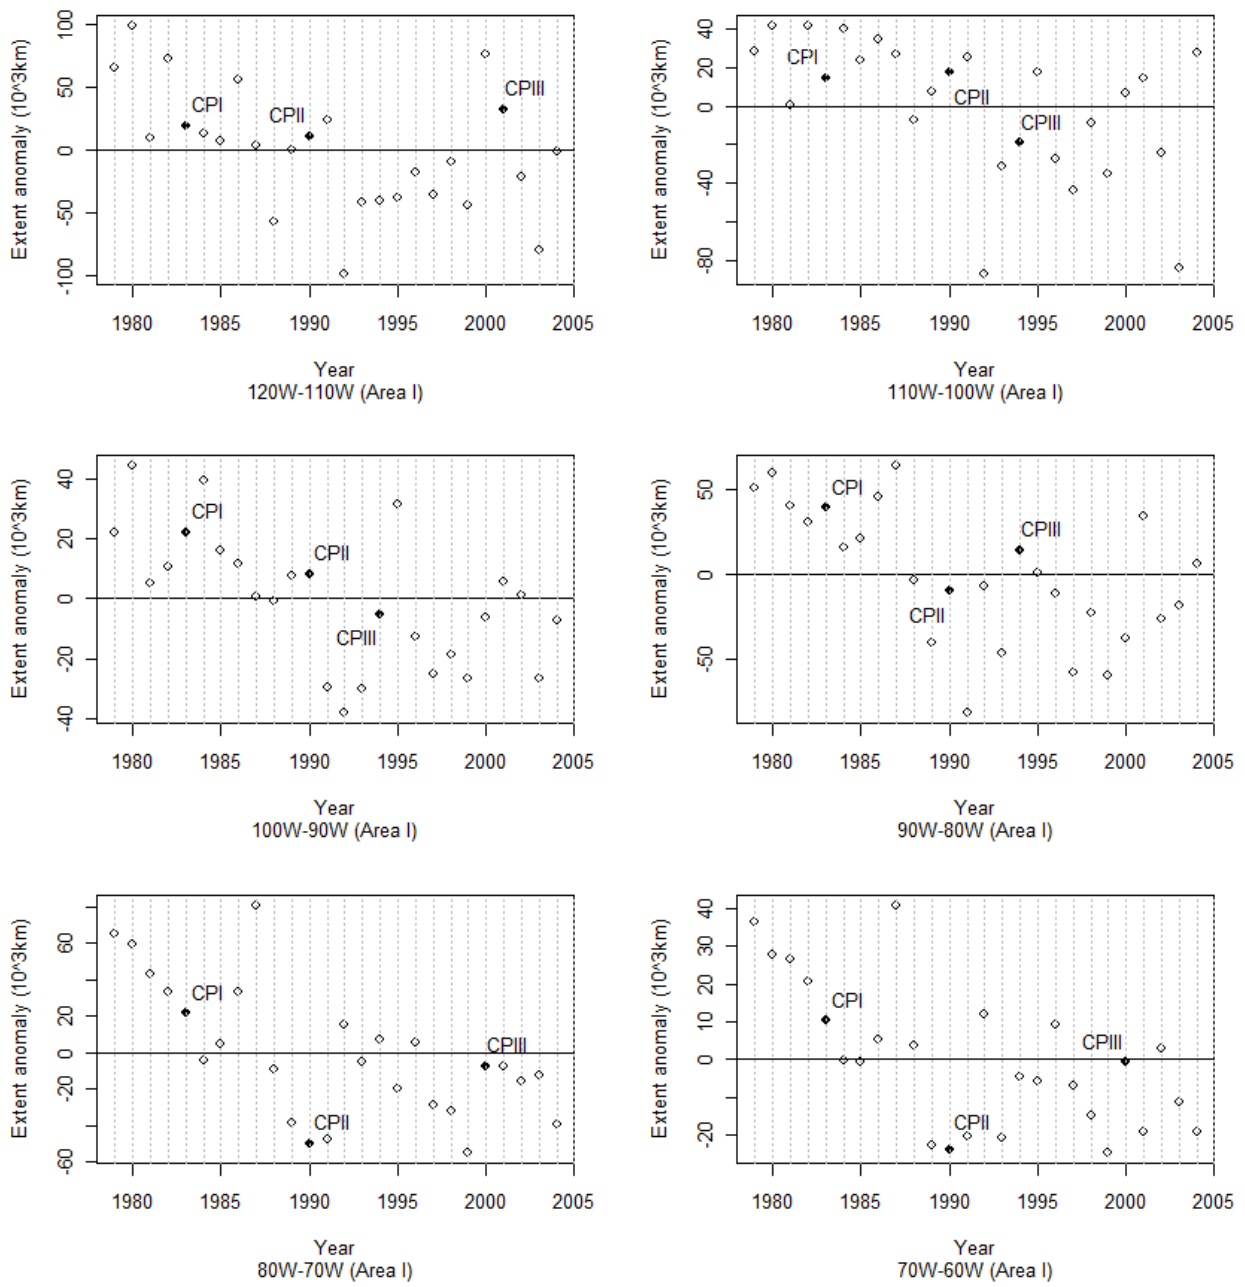 Extent anomaly (10^3km)
100
50
0
-50
-100
CPI
CPII
CPIII
1980 1985 1990 1995 2000 2005
Year
120W-110W (Area I)
Extent anomaly (10^3km)
40
20
0
-40
-80
CPI
CPII
CPIII
1980 1985 1990 1995 2000 2005
Year
110W-100W (Area I)
Extent anomaly (10^3km)
40
20
0
-20
-40
CPI
CPII
CPIII
1980 1985 1990 1995 2000 2005
Year
100W-90W (Area I)
Extent anomaly (10^3km)
50
0
-50
CPI
CPIII
CPII
1980 1985 1990 1995 2000 2005
Year
90W-80W (Area I)
Extent anomaly (10^3km)
60
20
0
-20
-60
CPI
CPIII
CPII
1980 1985 1990 1995 2000 2005
Year
80W-70W (Area I)
Extent anomaly (10^3km)
40
30
20
10
0
-20
CPI
CPIII
CPII
1980 1985 1990 1995 2000 2005
Year
70W-60W (Area I)